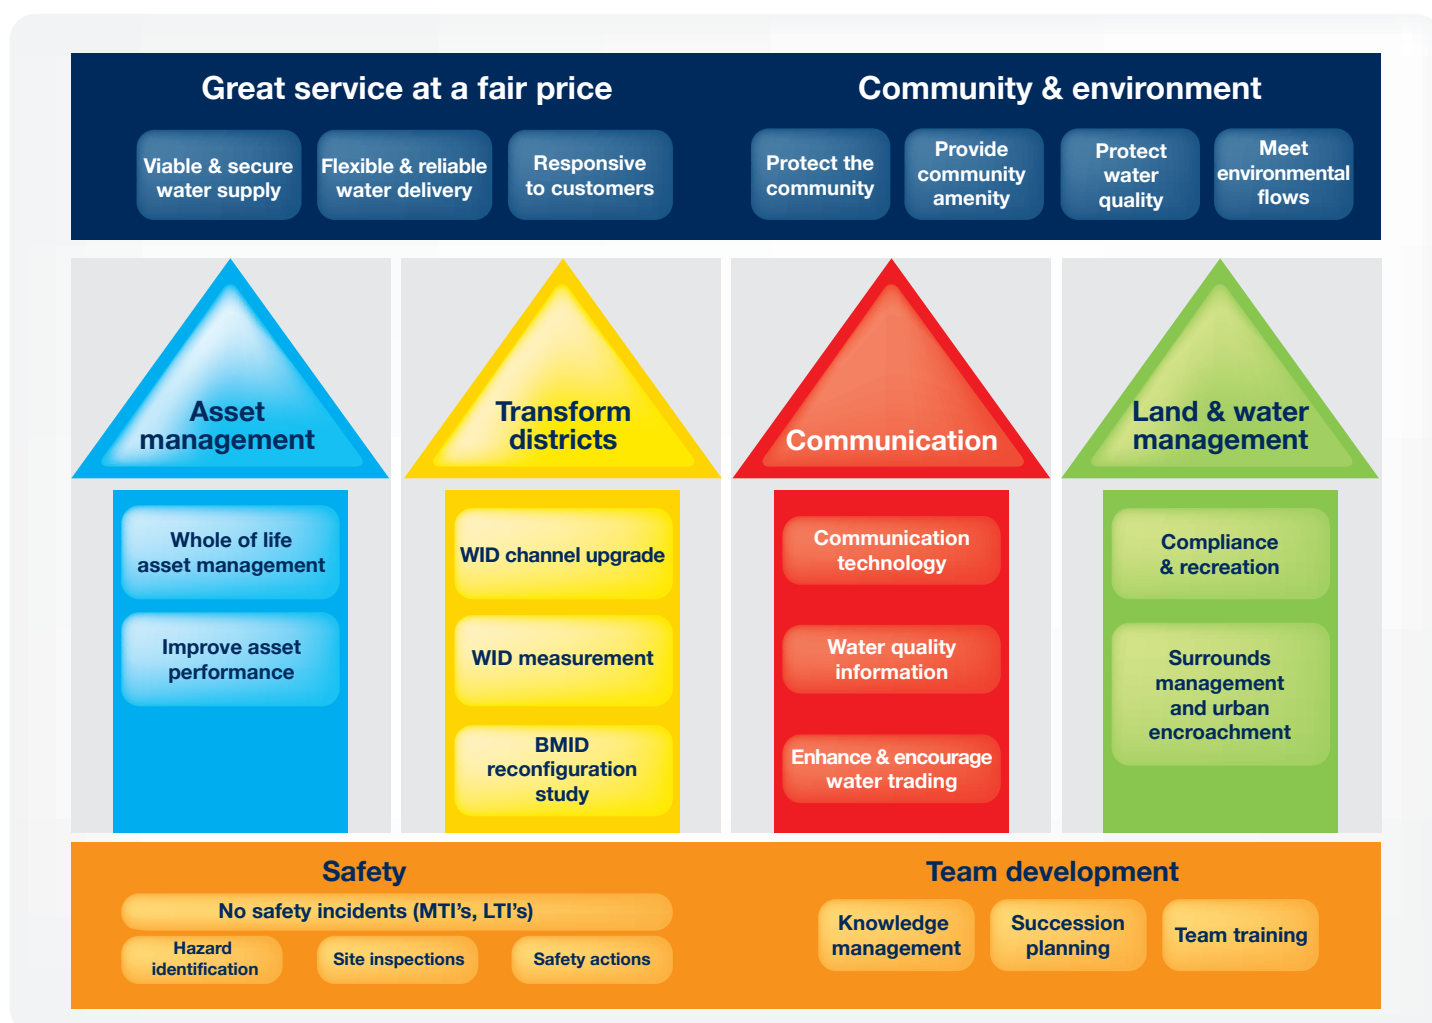 Great service at a fair price
Viable & secure
water supply
Flexible & reliable
water delivery
Responsive
to customers
Community & environment
Protect the
community
Provide
community
amenity
Protect
water
quality
Meet
environmental
flows
Asset
management
Whole of life
asset management
Improve asset
performance
Transform
districts
WID channel upgrade
WID measurement
BMID
reconfiguration
study
Communication
Communication
technology
Water quality
information
Enhance & encourage
water trading
Land & water
management
Compliance
& recreation
Surrounds
management
and urban
encroachment
Safety
No safety incidents (MTI’s, LTI’s)
Hazard
identification
Site inspections
Safety actions
Team development
Knowledge
management
Succession
planning
Team training